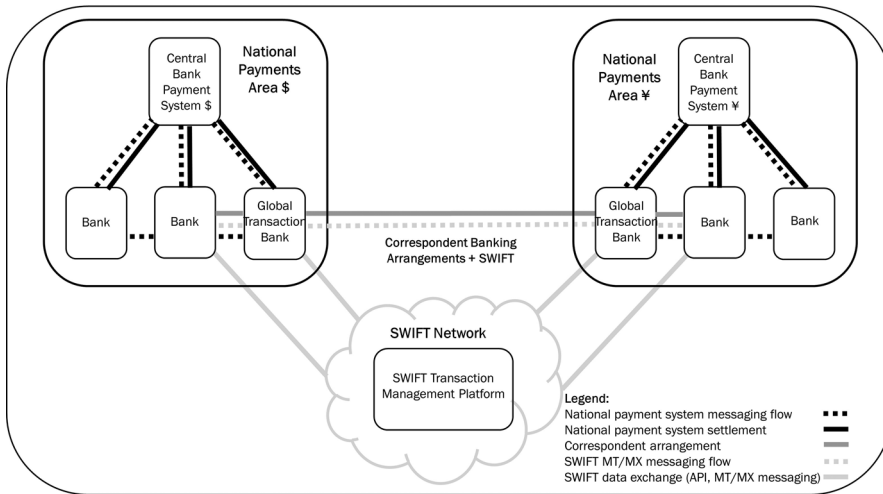 Central
Bank
Payment
System $
National
Payments
Area $
Bank
Bank
Global
Transaction
Bank
National
Payments
Area ¥
Central
Bank
Payment
System ¥
Global
Transaction
Bank
Bank
Bank
Correspondent Banking
Arrangements + SWIFT
SWIFT Network
SWIFT Transaction
Management Platform
Legend:
National payment system messaging flow
National payment system settlement
Correspondent arrangement
SWIFT MT/MX messaging flow
SWIFT data exchange (API, MT/MX messaging)